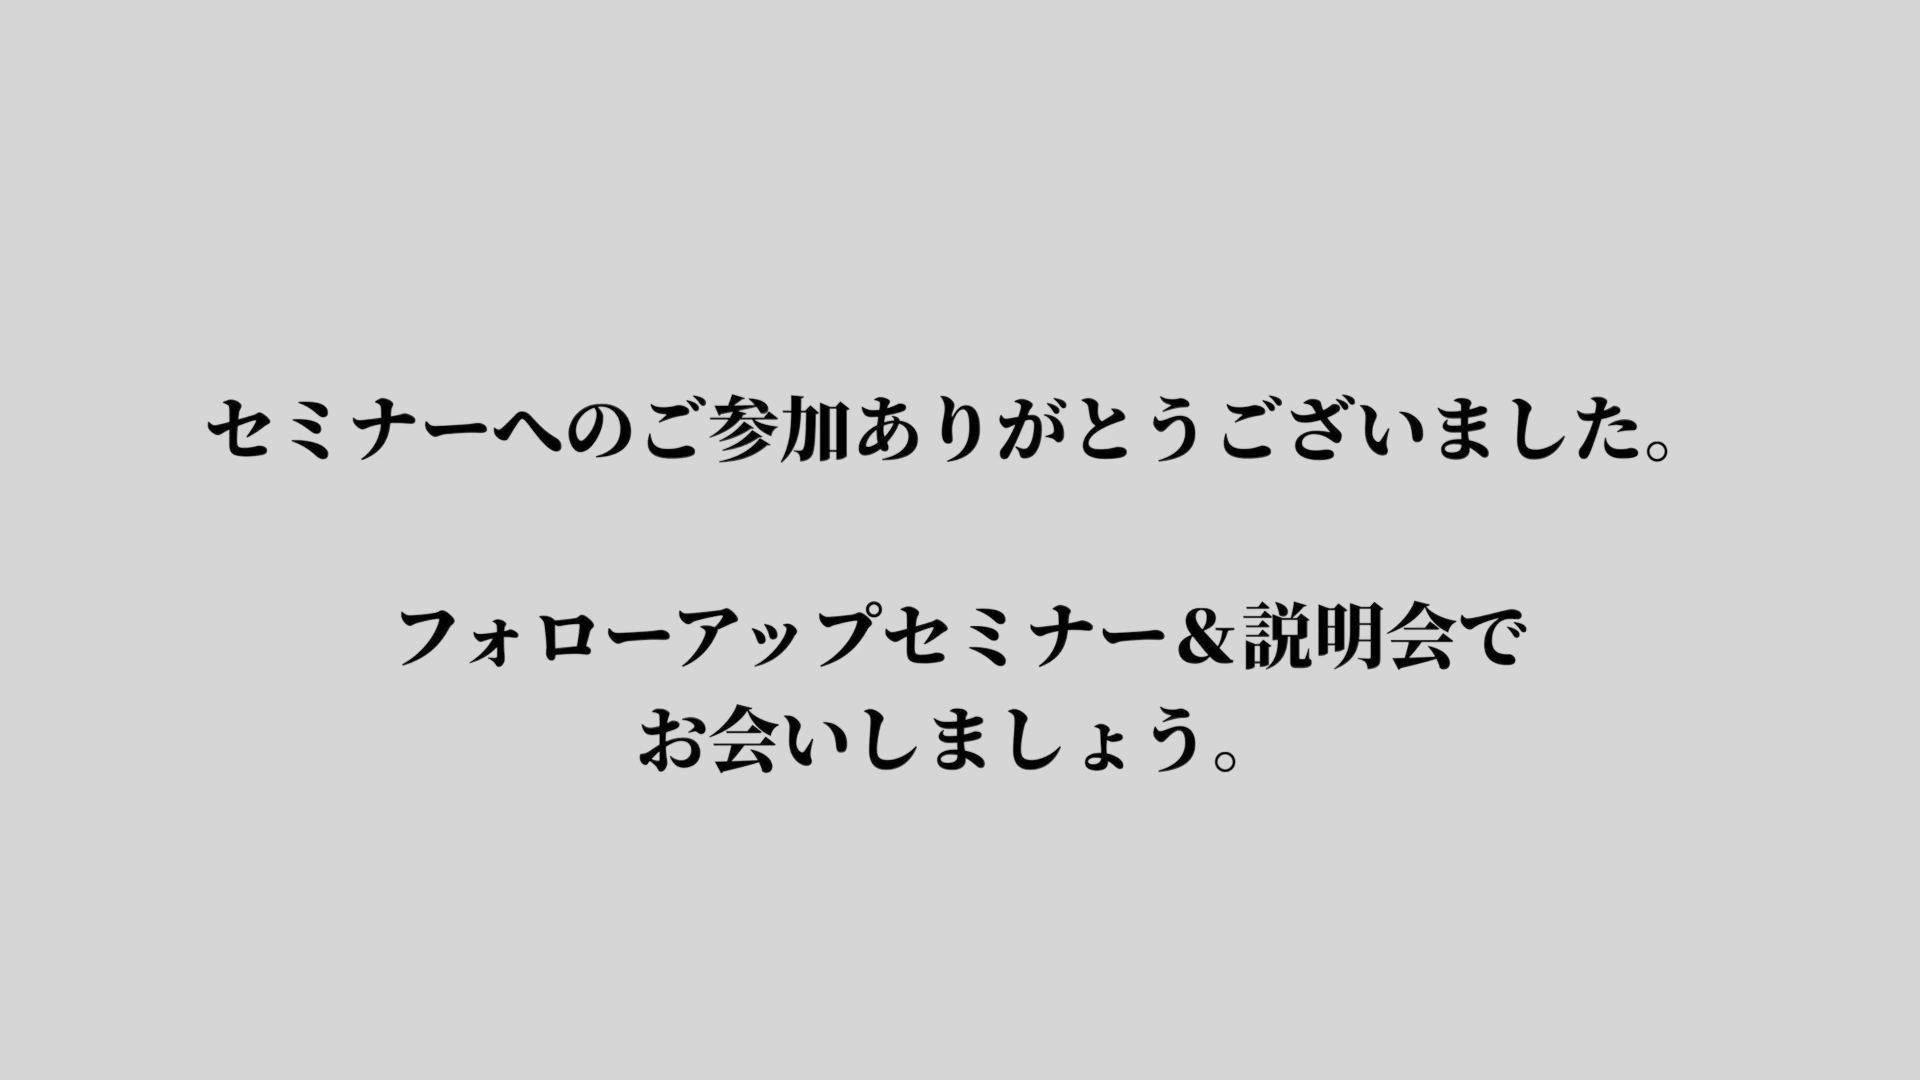 セミナーへのご参加ありがとうございました。
フォローアップセミナー&説明会で
お会いしましょう。